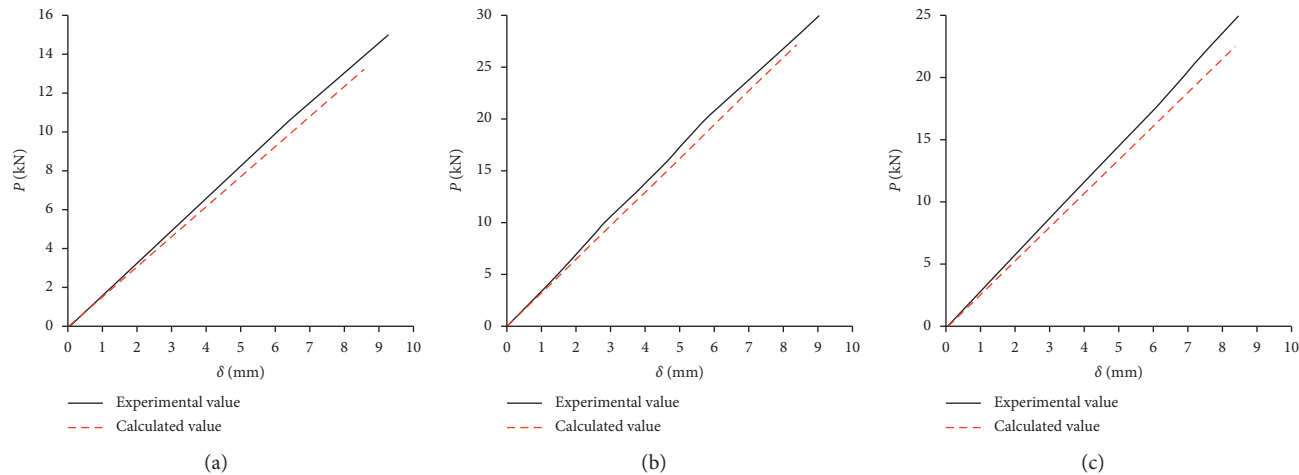 16
14
12
10
8
6
4
2
0
P (kN)
0 1 2 3 4 5 6 7 8 9 10
δ (mm)
Experimental value
Calculated value
(a)
30
25
20
15
10
5
0
P (kN)
0 1 2 3 4 5 6 7 8 9 10
δ (mm)
Experimental value
Calculated value
(b)
25
20
15
10
5
0
P (kN)
0 1 2 3 4 5 6 7 8 9 10
δ (mm)
Experimental value
Calculated value
(c)